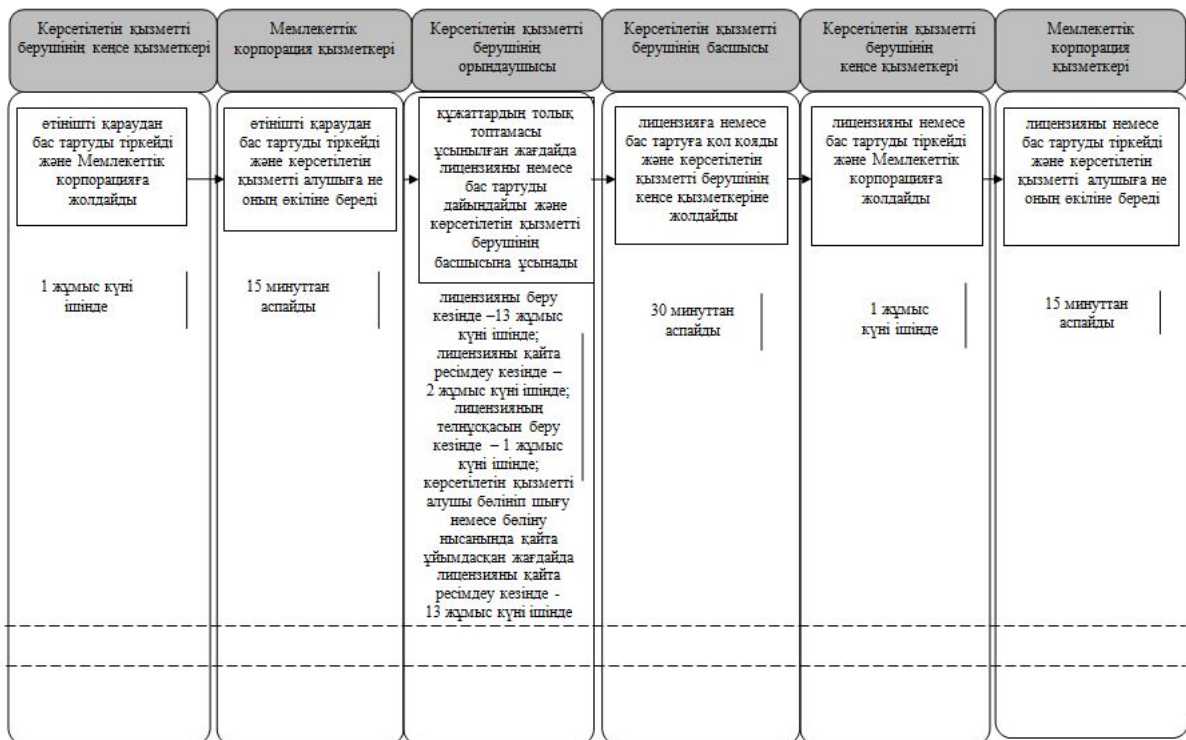 Көрсетілетін қызметті
берушінің кеңсе қызметкері
Мемлекеттік
корпорация қызметкері
Көрсетілетін қызметті
берушінің
орындаушысы
Көрсетілетін қызметті
берушінің басшысы
Көрсетілетін қызметті
берушінің
кеңсе қызметкері
Мемлекеттік
корпорация
қызметкері
өтінішті қараудан
бас тартуды тіркейді
және Мемлекеттік
корпорацияға
жолдайды
өтінішті қараудан
бас тартуды тіркейді
және көрсетілетін
қызметті алушыға не
оның өкіліне береді
құжаттардың толық
топтамасы
ұсынылған жағдайда
лицензияны немесе
бас тартуды
дайындайды және
көрсетілетін қызметті
берушінің
басшысына ұсынады
лицензияға немесе
бас тартуға қол қояды
және көрсетілетін
қызметті берушінің
кеңсе қызметкеріне
жолдайды
лицензияны немесе
бас тартуды тіркейді
және Мемлекеттік
корпорацияға
жолдайды
лицензияны немесе
бас тартуды тіркейді
және көрсетілетін
қызметті алушыға не
оның өкіліне береді
1 жұмыс күні
ішінде
15 минуттан
аспайды
лицензияны беру
кезінде –13 жұмыс
күні ішінде;
лицензияны қайта
ресімдеу кезінде –
2 жұмыс күні ішінде;
лицензияның
телнұсқасын беру
кезінде – 1 жұмыс
күні ішінде;
көрсетілетін қызметті
алушы бөлініп шығу
немесе бөліну
нысанында қайта
ұйымдасқан жағдайда
лицензияны қайта
ресімдеу кезінде -
13 жұмыс күні ішінде
30 минуттан
аспайды
1 жұмыс
күні ішінде
15 минуттан
аспайды